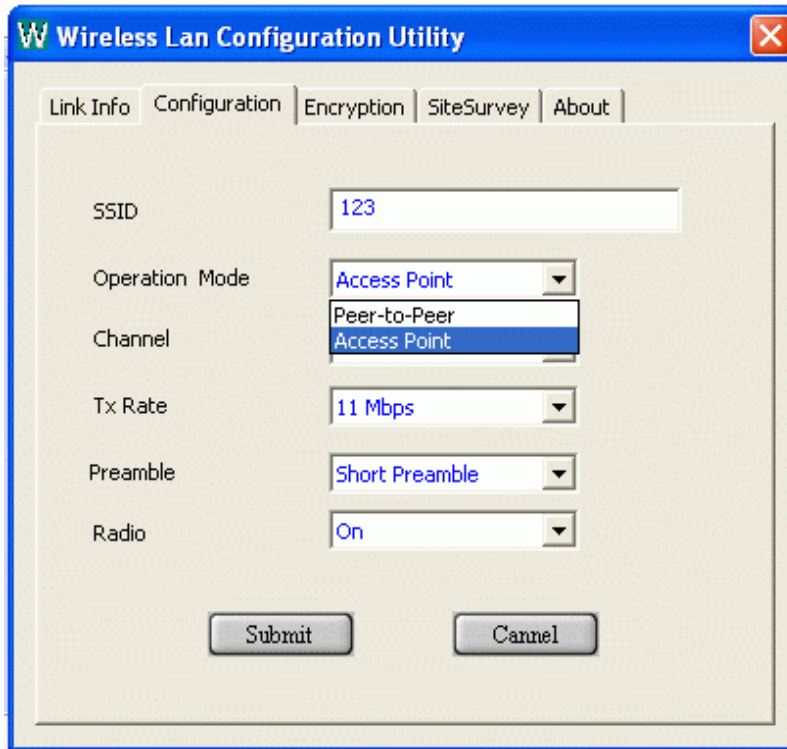 W Wireless Lan Configuration Utility
Link Info Configuration Encryption SiteSurvey About
SSID 123
Operation Mode Access Point
Peer-to-Peer
Access Point
Channel
Tx Rate 11 Mbps
Preamble Short Preamble
Radio On
Submit Cannel